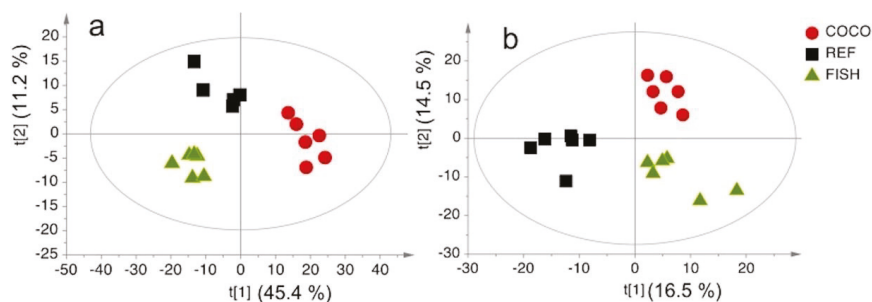 a
t[2] (11.2 %)
20
15
10
5
0
-5
-10
-15
-20
-25
-50 -40 -30 -20 -10 0 10 20 30 40
t[1] (45.4 %)
b
t[2] (14.5 %)
20
10
0
-10
-20
-30
-30 -20 -10 0 10 20
t[1] (16.5 %)
COCO
REF
FISH